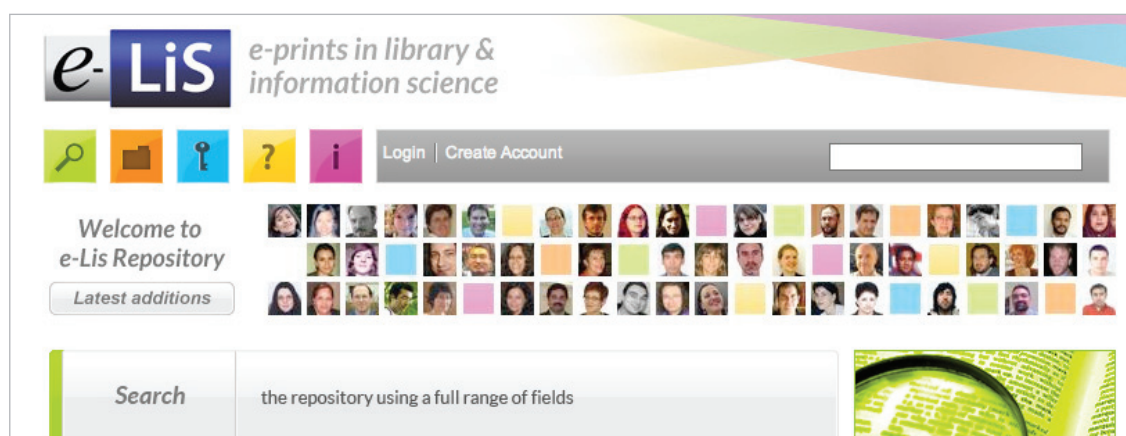 e-LiS
e-prints in library &
information science
? i
Login | Create Account
Welcome to
e-Lis Repository
Latest additions
Search
the repository using a full range of fields